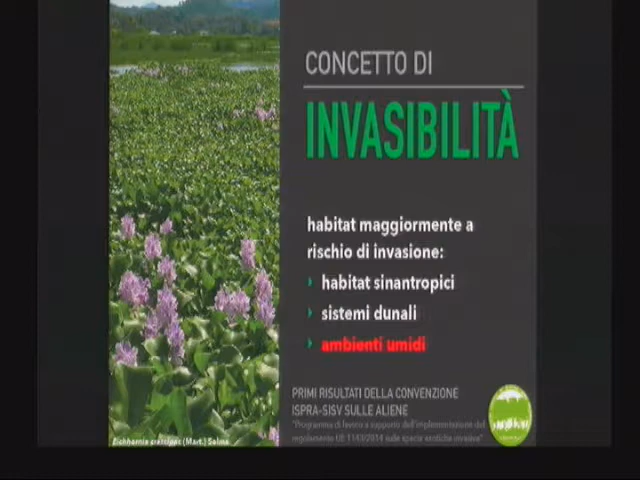 CONCETTO DI
INVASIBILITÀ
habitat maggiormente a
rischio di invasione:
habitat sinantropici
sistemi dunali
ambienti umidi
PRIMI RISULTATI DELLA CONVENZIONE
ISPRA-SISV SULLE ALIENE
"Programma di lavoro a supporto dell'implementazione del
regolamento UE 1143/2014 sulle specie esotiche invasive"
Eichhornia crassipes (Mart.) Solms